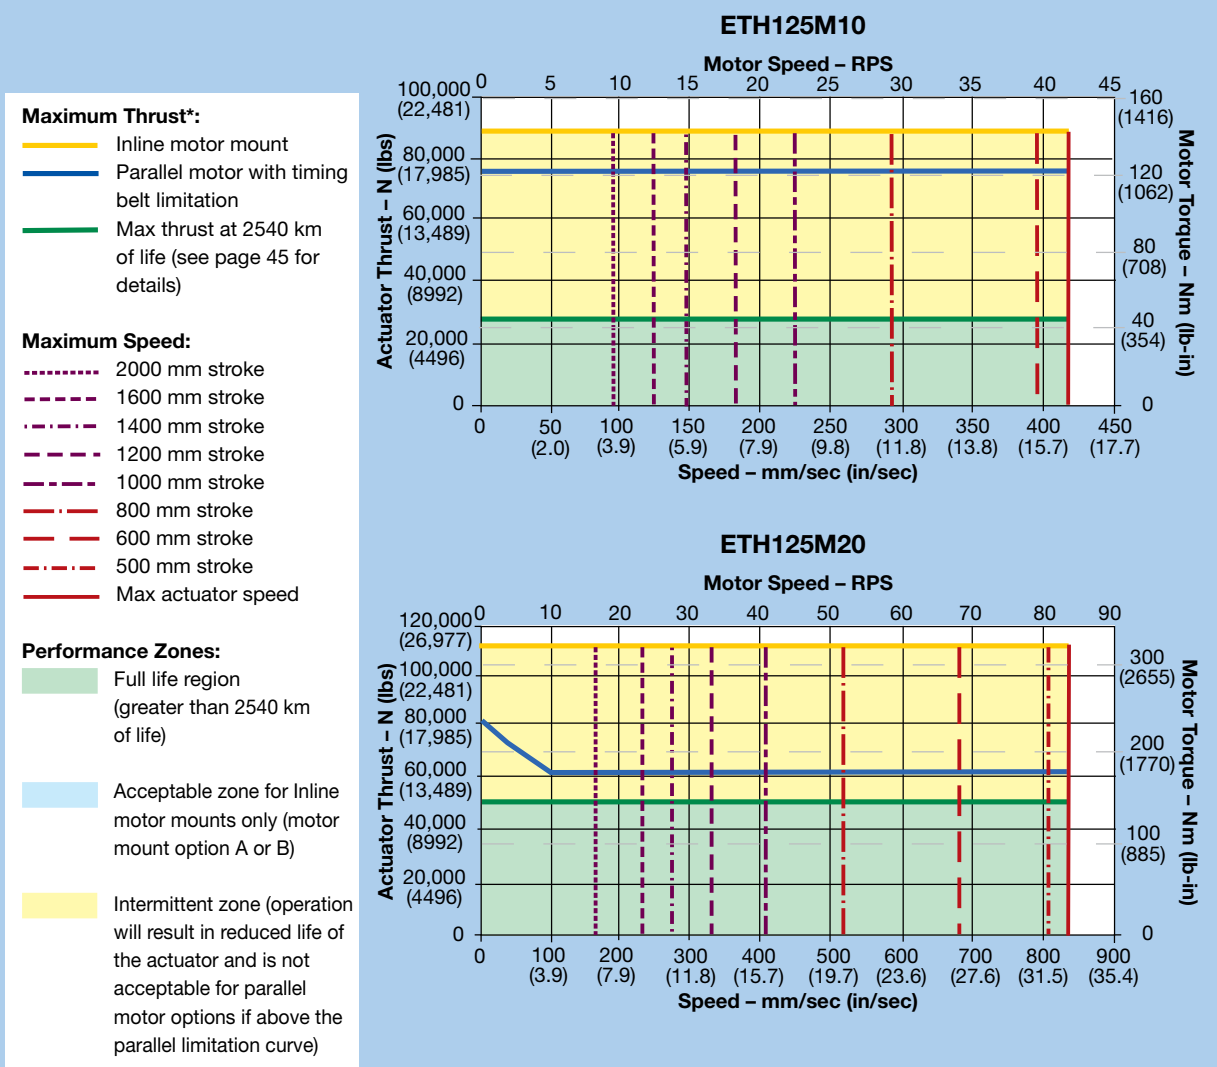 Maximum Thrust*:
Inline motor mount
Parallel motor with timing
belt limitation
Max thrust at 2540 km
of life (see page 45 for
details)
Maximum Speed:
2000 mm stroke
1600 mm stroke
1400 mm stroke
1200 mm stroke
1000 mm stroke
800 mm stroke
600 mm stroke
500 mm stroke
Max actuator speed
Performance Zones:
Full life region
(greater than 2540 km
of life)
Acceptable zone for Inline
motor mounts only (motor
mount option A or B)
Intermittent zone (operation
will result in reduced life of
the actuator and is not
acceptable for parallel
motor options if above the
parallel limitation curve)
ETH125M10
Motor Speed – RPS
0 5 10 15 20 25 30 35 40 45
Actuator Thrust – N (lbs)
100,000
(22,481)
80,000
(17,985)
60,000
(13,489)
40,000
(8992)
20,000
(4496)
0
160
(1416)
120
(1062)
80
(708)
40
(354)
0
Motor Torque – Nm (lb-in)
0 50 100 150 200 250 300 350 400 450
(2.0) (3.9) (5.9) (7.9) (9.8) (11.8) (13.8) (15.7) (17.7)
Speed – mm/sec (in/sec)
ETH125M20
Motor Speed – RPS
0 10 20 30 40 50 60 70 80 90
Actuator Thrust – N (lbs)
120,000
(26,977)
100,000
(22,481)
80,000
(17,985)
60,000
(13,489)
40,000
(8992)
20,000
(4496)
0
300
(2655)
200
(1770)
100
(885)
0
Motor Torque – Nm (lb-in)
0 100 200 300 400 500 600 700 800 900
(3.9) (7.9) (11.8) (15.7) (19.7) (23.6) (27.6) (31.5) (35.4)
Speed – mm/sec (in/sec)